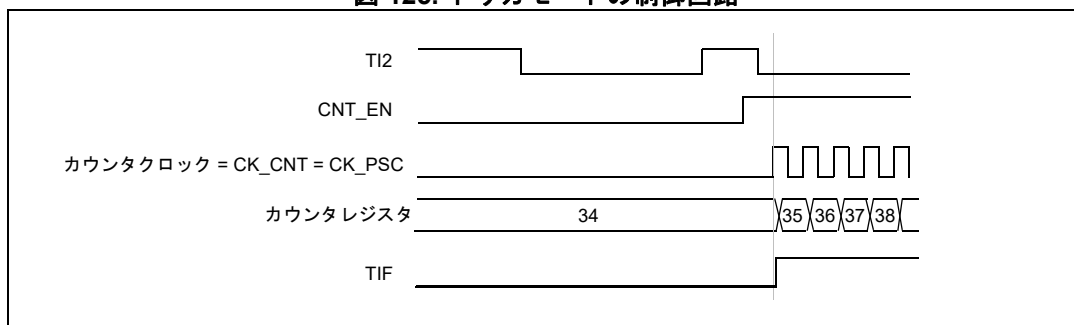 TI2
CNT_EN
カウンタクロック = CK_CNT = CK_PSC
カウンタレジスタ 34 35 36 37 38
TIF